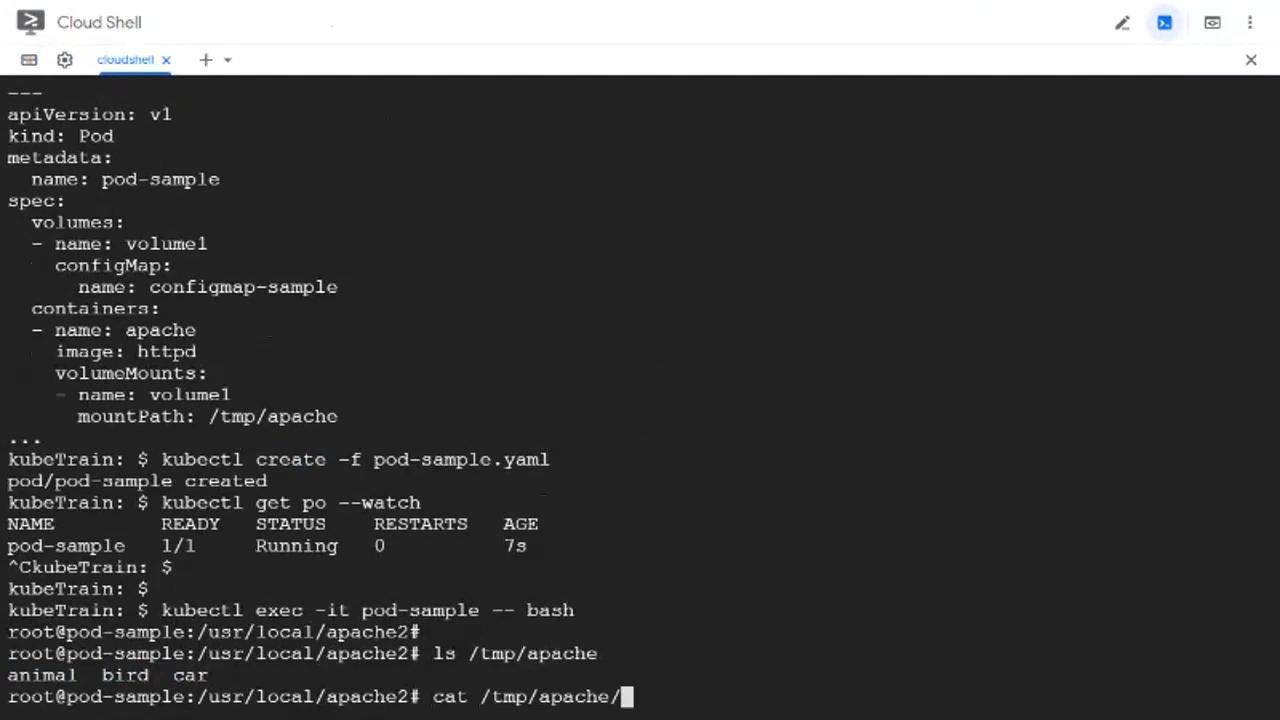 Cloud Shell
cloudshell
---
apiVersion: v1
kind: Pod
metadata:
  name: pod-sample
spec:
  volumes:
  - name: volume1
    configMap:
      name: configmap-sample
  containers:
  - name: apache
    image: httpd
    volumeMounts:
    - name: volume1
      mountPath: /tmp/apache
...
kubeTrain: $ kubectl create -f pod-sample.yaml
pod/pod-sample created
kubeTrain: $ kubectl get po --watch
NAME         READY   STATUS    RESTARTS   AGE
pod-sample   1/1     Running   0          7s
^CkubeTrain: $
kubeTrain: $
kubeTrain: $ kubectl exec -it pod-sample -- bash
root@pod-sample:/usr/local/apache2#
root@pod-sample:/usr/local/apache2# ls /tmp/apache
animal  bird  car
root@pod-sample:/usr/local/apache2# cat /tmp/apache/